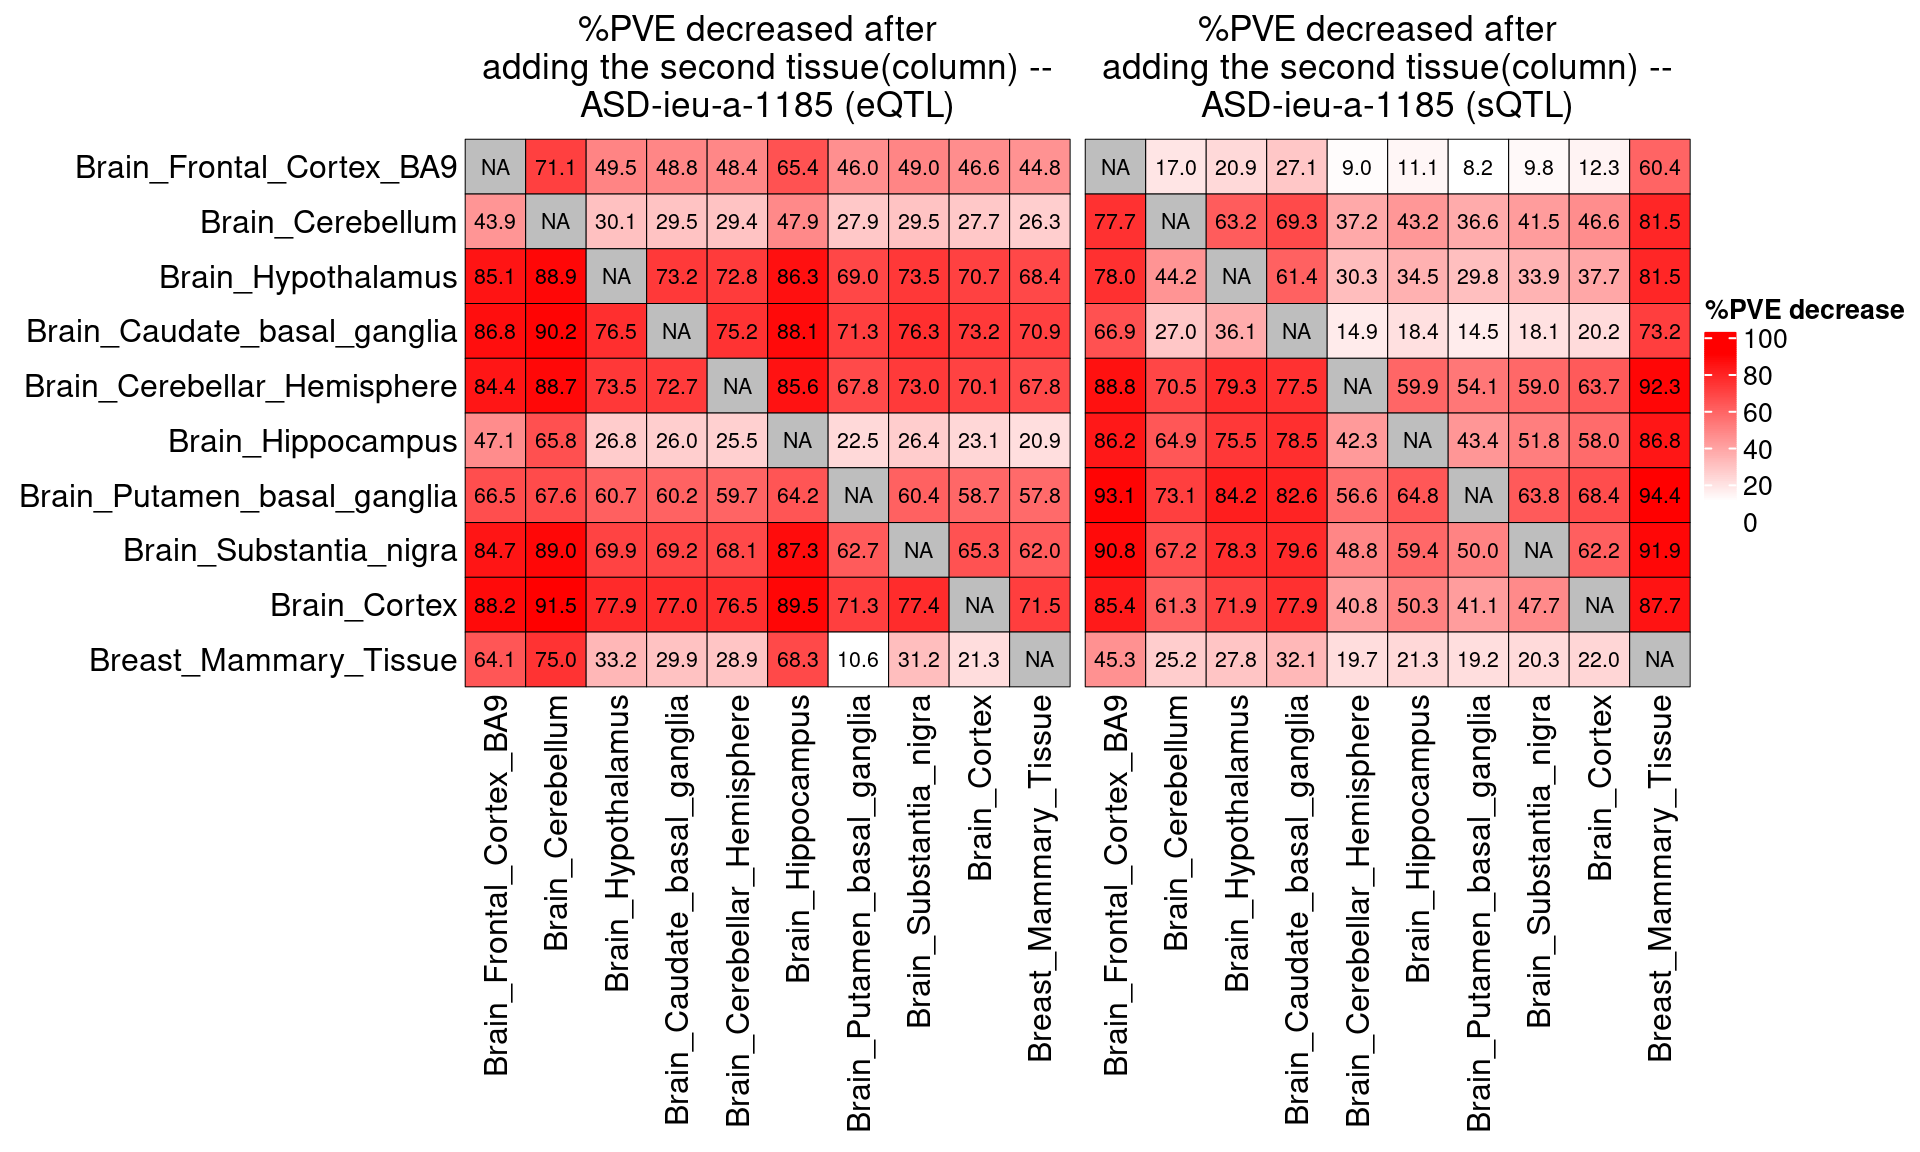 %PVE decreased after
adding the second tissue(column) --
ASD-ieu-a-1185 (eQTL)
%PVE decreased after
adding the second tissue(column) --
ASD-ieu-a-1185 (sQTL)
Brain_Frontal_Cortex_BA9 NA 71.1 49.5 48.8 48.4 65.4 46.0 49.0 46.6 44.8 NA 17.0 20.9 27.1 9.0 11.1 8.2 9.8 12.3 60.4
Brain_Cerebellum 43.9 NA 30.1 29.5 29.4 47.9 27.9 29.5 27.7 26.3 77.7 NA 63.2 69.3 37.2 43.2 36.6 41.5 46.6 81.5
Brain_Hypothalamus 85.1 88.9 NA 73.2 72.8 86.3 69.0 73.5 70.7 68.4 78.0 44.2 NA 61.4 30.3 34.5 29.8 33.9 37.7 81.5
Brain_Caudate_basal_ganglia 86.8 90.2 76.5 NA 75.2 88.1 71.3 76.3 73.2 70.9 66.9 27.0 36.1 NA 14.9 18.4 14.5 18.1 20.2 73.2
Brain_Cerebellar_Hemisphere 84.4 88.7 73.5 72.7 NA 85.6 67.8 73.0 70.1 67.8 88.8 70.5 79.3 77.5 NA 59.9 54.1 59.0 63.7 92.3
Brain_Hippocampus 47.1 65.8 26.8 26.0 25.5 NA 22.5 26.4 23.1 20.9 86.2 64.9 75.5 78.5 42.3 NA 43.4 51.8 58.0 86.8
Brain_Putamen_basal_ganglia 66.5 67.6 60.7 60.2 59.7 64.2 NA 60.4 58.7 57.8 93.1 73.1 84.2 82.6 56.6 64.8 NA 63.8 68.4 94.4
Brain_Substantia_nigra 84.7 89.0 69.9 69.2 68.1 87.3 62.7 NA 65.3 62.0 90.8 67.2 78.3 79.6 48.8 59.4 50.0 NA 62.2 91.9
Brain_Cortex 88.2 91.5 77.9 77.0 76.5 89.5 71.3 77.4 NA 71.5 85.4 61.3 71.9 77.9 40.8 50.3 41.1 47.7 NA 87.7
Breast_Mammary_Tissue 64.1 75.0 33.2 29.9 28.9 68.3 10.6 31.2 21.3 NA 45.3 25.2 27.8 32.1 19.7 21.3 19.2 20.3 22.0 NA
Brain_Frontal_Cortex_BA9
Brain_Cerebellum
Brain_Hypothalamus
Brain_Caudate_basal_ganglia
Brain_Cerebellar_Hemisphere
Brain_Hippocampus
Brain_Putamen_basal_ganglia
Brain_Substantia_nigra
Brain_Cortex
Breast_Mammary_Tissue
Brain_Frontal_Cortex_BA9
Brain_Cerebellum
Brain_Hypothalamus
Brain_Caudate_basal_ganglia
Brain_Cerebellar_Hemisphere
Brain_Hippocampus
Brain_Putamen_basal_ganglia
Brain_Substantia_nigra
Brain_Cortex
Breast_Mammary_Tissue
%PVE decrease
100
80
60
40
20
0